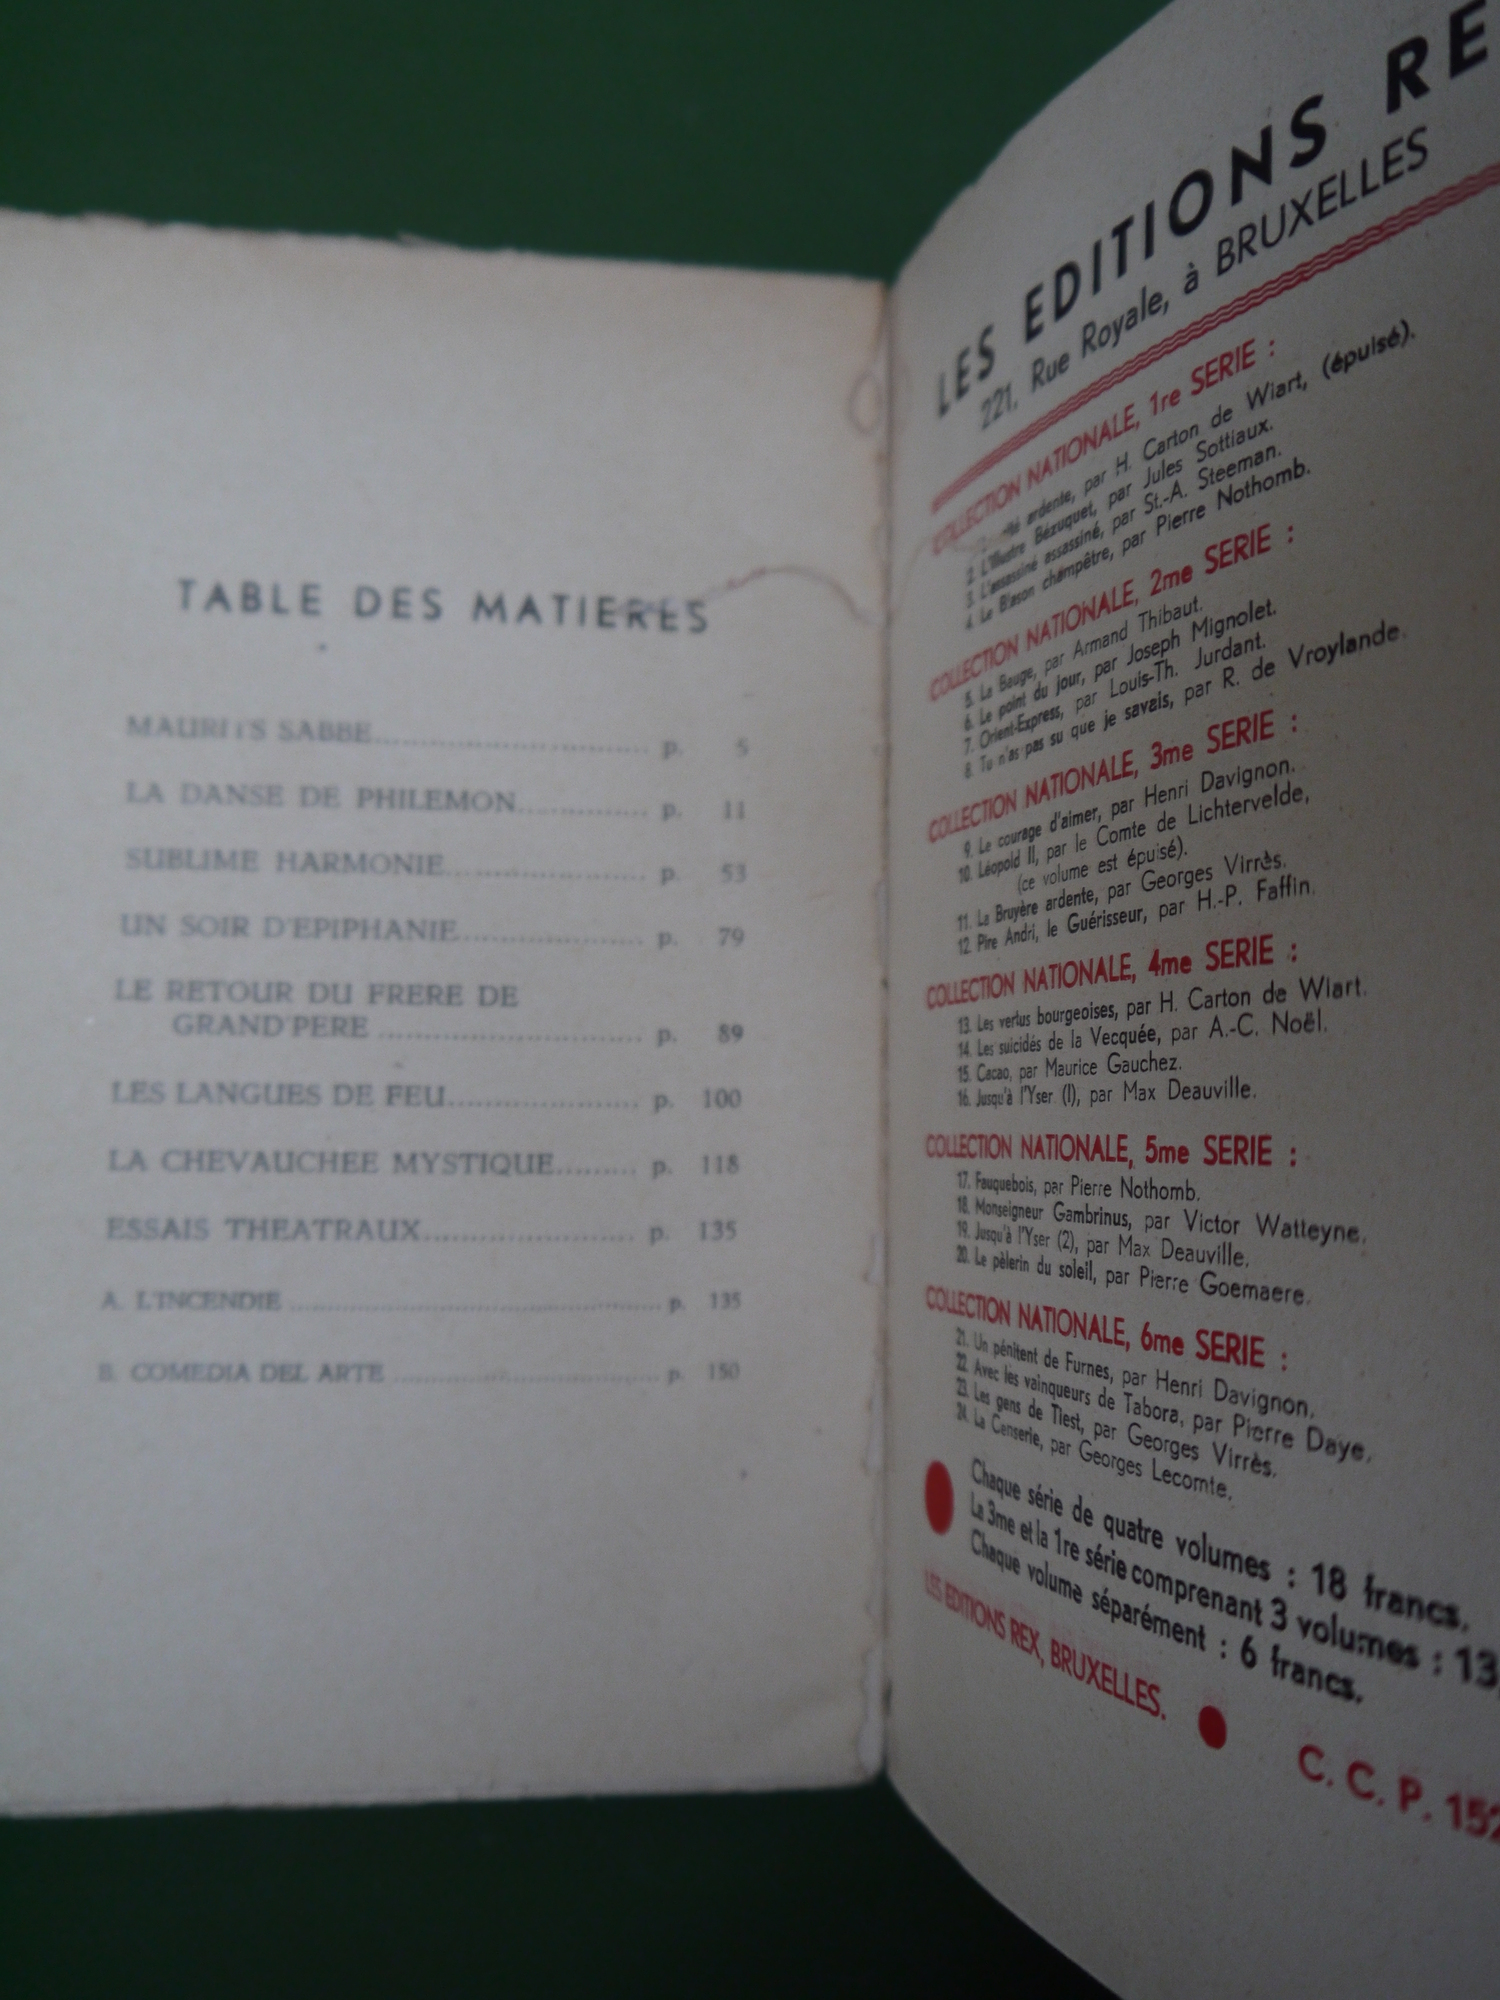 TABLE DES MATIERES
MAURITS SABBE.............................. p. 5
LA DANSE DE PHILEMON.............. p. 11
SUBLIME HARMONIE...................... p. 53
UN SOIR D'EPIPHANIE.................... p. 79
LE RETOUR DU FRERE DE
GRAND'PERE ............................ p. 89
LES LANGUES DE FEU..................... p. 100
LA CHEVAUCHEE MYSTIQUE......... p. 118
ESSAIS THEATRAUX....................... p. 135
A. L'INCENDIE .......................................... p. 135
B. COMEDIA DEL ARTE .............................. p. 150
LES EDITIONS RE
221, Rue Royale, à BRUXELLES
COLLECTION NATIONALE, 1re SERIE :
ardente, par H. Carton de Wiart, (épuisé).
2. L'Illustre Bézuquet, par Jules Sottiaux.
3. L'assassiné assassiné, par St.-A. Steeman.
4. Le Blason champêtre, par Pierre Nothomb.
COLLECTION NATIONALE, 2me SERIE :
5. La Bauge, par Armand Thibaut.
6. Le point du jour, par Joseph Mignolet.
7. Orient-Express, par Louis-Th. Jurdant.
8. Tu n'as pas su que je savais, par R. de Vroylande.
COLLECTION NATIONALE, 3me SERIE :
9. Le courage d'aimer, par Henri Davignon.
10. Léopold II, par le Comte de Lichtervelde,
(ce volume est épuisé).
11. La Bruyère ardente, par Georges Virrès.
12. Pire Andri, le Guérisseur, par H.-P. Faffin.
COLLECTION NATIONALE, 4me SERIE :
13. Les vertus bourgeoises, par H. Carton de Wiart.
14. Les suicidés de la Vecquée, par A.-C. Noël.
15. Cacao, par Maurice Gauchez.
16. Jusqu'à l'Yser (I), par Max Deauville.
COLLECTION NATIONALE, 5me SERIE :
17. Fauquebois, par Pierre Nothomb.
18. Monseigneur Gambrinus, par Victor Watteyne.
19. Jusqu'à l'Yser (2), par Max Deauville.
20. Le pèlerin du soleil, par Pierre Goemaere.
COLLECTION NATIONALE, 6me SERIE :
21. Un pénitent de Furnes, par Henri Davignon.
22. Avec les vainqueurs de Tabora, par Pierre Daye.
23. Les gens de Tiest, par Georges Virrès.
24. La Censerie, par Georges Lecomte.
Chaque série de quatre volumes : 18 francs.
La 3me et la 1re série comprenant 3 volumes : 13,
Chaque volume séparément : 6 francs.
LES EDITIONS REX, BRUXELLES.
C. C. P. 152